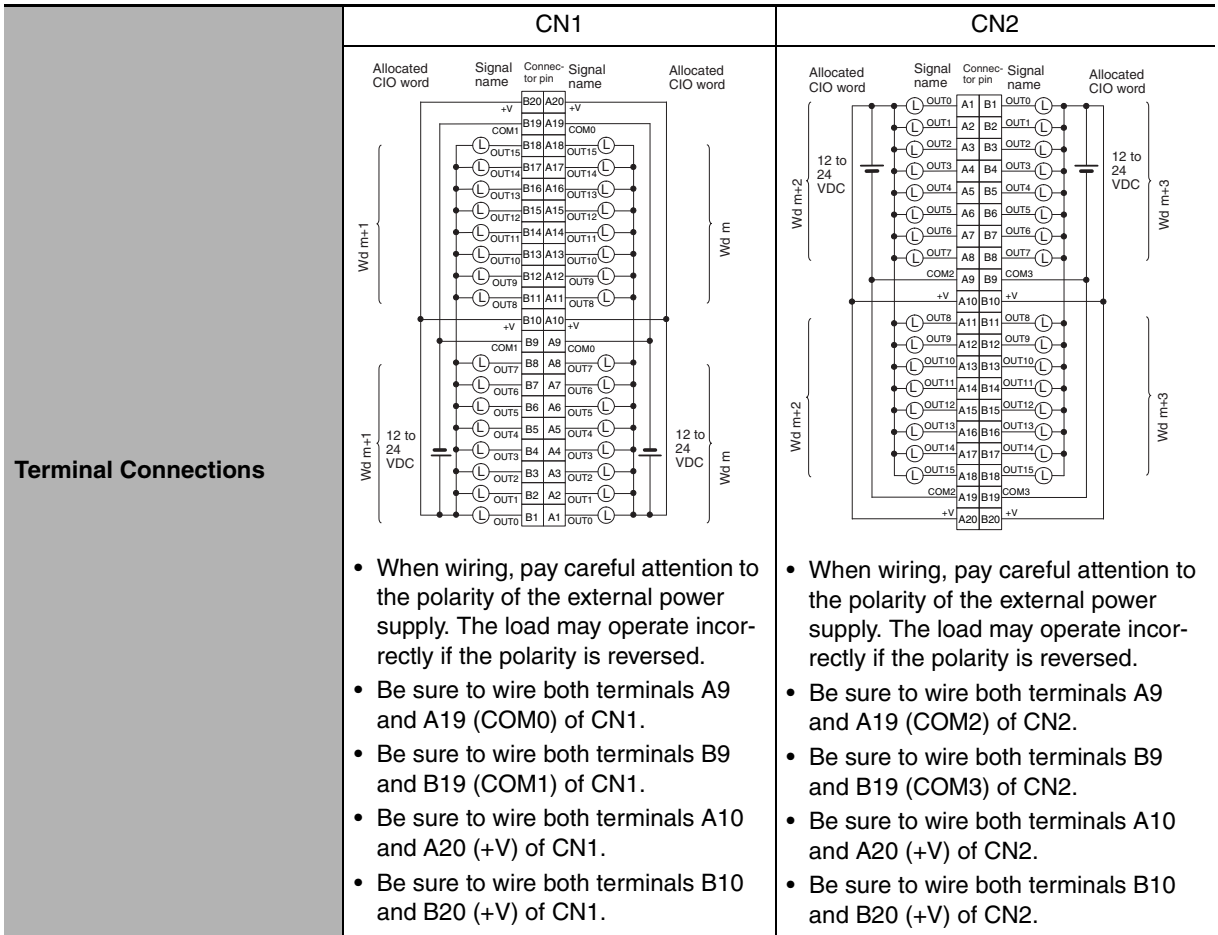 CN1
CN2
Terminal Connections
Allocated CIO word Signal name Connec- tor pin Signal name Allocated CIO word
+V B20 A20 +V
COM1 B19 A19 COM0
L OUT15 B18 A18 OUT15 L
L OUT14 B17 A17 OUT14 L
L OUT13 B16 A16 OUT13 L
L OUT12 B15 A15 OUT12 L
L OUT11 B14 A14 OUT11 L
L OUT10 B13 A13 OUT10 L
L OUT9 B12 A12 OUT9 L
L OUT8 B11 A11 OUT8 L
Wd m+1
Wd m
+V B10 A10 +V
COM1 B9 A9 COM0
L OUT7 B8 A8 OUT7 L
L OUT6 B7 A7 OUT6 L
L OUT5 B6 A6 OUT5 L
L OUT4 B5 A5 OUT4 L
L OUT3 B4 A4 OUT3 L
L OUT2 B3 A3 OUT2 L
L OUT1 B2 A2 OUT1 L
L OUT0 B1 A1 OUT0 L
Wd m+1
12 to
24
VDC
12 to
24
VDC
Wd m
• When wiring, pay careful attention to
the polarity of the external power
supply. The load may operate incor-
rectly if the polarity is reversed.
• Be sure to wire both terminals A9
and A19 (COM0) of CN1.
• Be sure to wire both terminals B9
and B19 (COM1) of CN1.
• Be sure to wire both terminals A10
and A20 (+V) of CN1.
• Be sure to wire both terminals B10
and B20 (+V) of CN1.
Allocated CIO word Signal name Connec- tor pin Signal name Allocated CIO word
L OUT0 A1 B1 OUT0 L
L OUT1 A2 B2 OUT1 L
L OUT2 A3 B3 OUT2 L
L OUT3 A4 B4 OUT3 L
L OUT4 A5 B5 OUT4 L
L OUT5 A6 B6 OUT5 L
L OUT6 A7 B7 OUT6 L
L OUT7 A8 B8 OUT7 L
Wd m+2
12 to
24
VDC
12 to
24
VDC
Wd m+3
COM2 A9 B9 COM3
+V A10 B10 +V
L OUT8 A11 B11 OUT8 L
L OUT9 A12 B12 OUT9 L
L OUT10 A13 B13 OUT10 L
L OUT11 A14 B14 OUT11 L
L OUT12 A15 B15 OUT12 L
L OUT13 A16 B16 OUT13 L
L OUT14 A17 B17 OUT14 L
L OUT15 A18 B18 OUT15 L
Wd m+2
Wd m+3
COM2 A19 B19 COM3
+V A20 B20 +V
• When wiring, pay careful attention to
the polarity of the external power
supply. The load may operate incor-
rectly if the polarity is reversed.
• Be sure to wire both terminals A9
and A19 (COM2) of CN2.
• Be sure to wire both terminals B9
and B19 (COM3) of CN2.
• Be sure to wire both terminals A10
and A20 (+V) of CN2.
• Be sure to wire both terminals B10
and B20 (+V) of CN2.